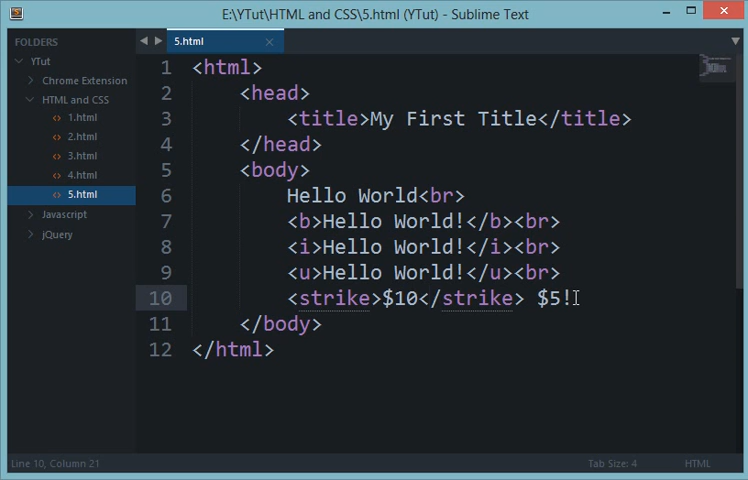 E:\YTut\HTML and CSS\5.html (YTut) - Sublime Text
FOLDERS
YTut
Chrome Extension
HTML and CSS
1.html
2.html
3.html
4.html
5.html
Javascript
jQuery
5.html
1 <html>
2 <head>
3 <title>My First Title</title>
4 </head>
5 <body>
6 Hello World<br>
7 <b>Hello World!</b><br>
8 <i>Hello World!</i><br>
9 <u>Hello World!</u><br>
10 <strike>$10</strike> $5!
11 </body>
12 </html>
Line 10, Column 21
Tab Size: 4
HTML